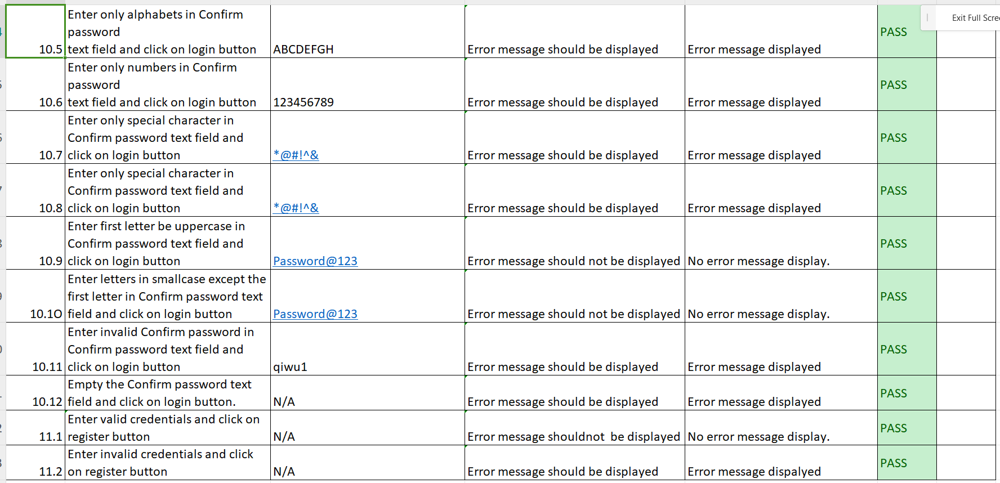 Exit Full Scre
Enter only alphabets in Confirm
password
10.5 text field and click on login button ABCDEFGH Error message should be displayed Error message displayed PASS
Enter only numbers in Confirm
password
10.6 text field and click on login button 123456789 Error message should be displayed Error message displayed PASS
Enter only special character in
Confirm password text field and
10.7 click on login button *@#!^& Error message should be displayed Error message displayed PASS
Enter only special character in
Confirm password text field and
10.8 click on login button *@#!^& Error message should be displayed Error message displayed PASS
Enter first letter be uppercase in
Confirm password text field and
10.9 click on login button Password@123 Error message should not be displayed No error message display. PASS
Enter letters in smallcase except the
first letter in Confirm password text
10.1O field and click on login button Password@123 Error message should not be displayed No error message display. PASS
Enter invalid Confirm password in
Confirm password text field and
10.11 click on login button qiwu1 Error message should be displayed Error message displayed PASS
Empty the Confirm password text
10.12 field and click on login button. N/A Error message should be displayed Error message displayed PASS
Enter valid credentials and click on
11.1 register button N/A Error message shouldnot  be displayed No error message display. PASS
Enter invalid credentials and click
11.2 on register button N/A Error message should be displayed Error message dispalyed PASS